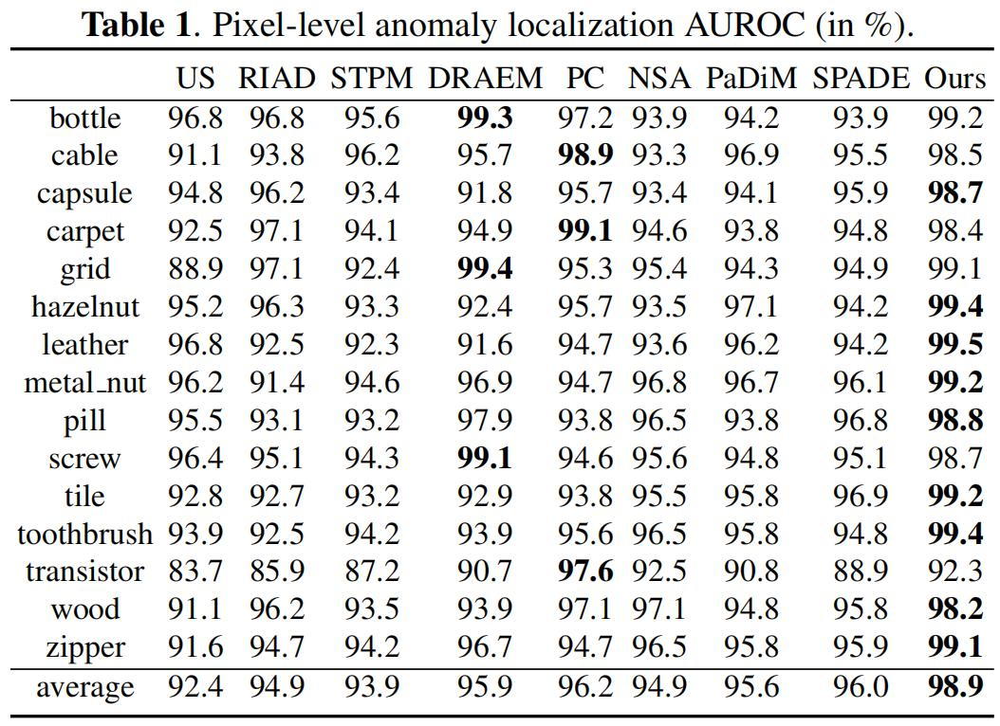 Table 1. Pixel-level anomaly localization AUROC (in %).
US RIAD STPM DRAEM PC NSA PaDiM SPADE Ours
bottle 96.8 96.8 95.6 99.3 97.2 93.9 94.2 93.9 99.2
cable 91.1 93.8 96.2 95.7 98.9 93.3 96.9 95.5 98.5
capsule 94.8 96.2 93.4 91.8 95.7 93.4 94.1 95.9 98.7
carpet 92.5 97.1 94.1 94.9 99.1 94.6 93.8 94.8 98.4
grid 88.9 97.1 92.4 99.4 95.3 95.4 94.3 94.9 99.1
hazelnut 95.2 96.3 93.3 92.4 95.7 93.5 97.1 94.2 99.4
leather 96.8 92.5 92.3 91.6 94.7 93.6 96.2 94.2 99.5
metal_nut 96.2 91.4 94.6 96.9 94.7 96.8 96.7 96.1 99.2
pill 95.5 93.1 93.2 97.9 93.8 96.5 93.8 96.8 98.8
screw 96.4 95.1 94.3 99.1 94.6 95.6 94.8 95.1 98.7
tile 92.8 92.7 93.2 92.9 93.8 95.5 95.8 96.9 99.2
toothbrush 93.9 92.5 94.2 93.9 95.6 96.5 95.8 94.8 99.4
transistor 83.7 85.9 87.2 90.7 97.6 92.5 90.8 88.9 92.3
wood 91.1 96.2 93.5 93.9 97.1 97.1 94.8 95.8 98.2
zipper 91.6 94.7 94.2 96.7 94.7 96.5 95.8 95.9 99.1
average 92.4 94.9 93.9 95.9 96.2 94.9 95.6 96.0 98.9